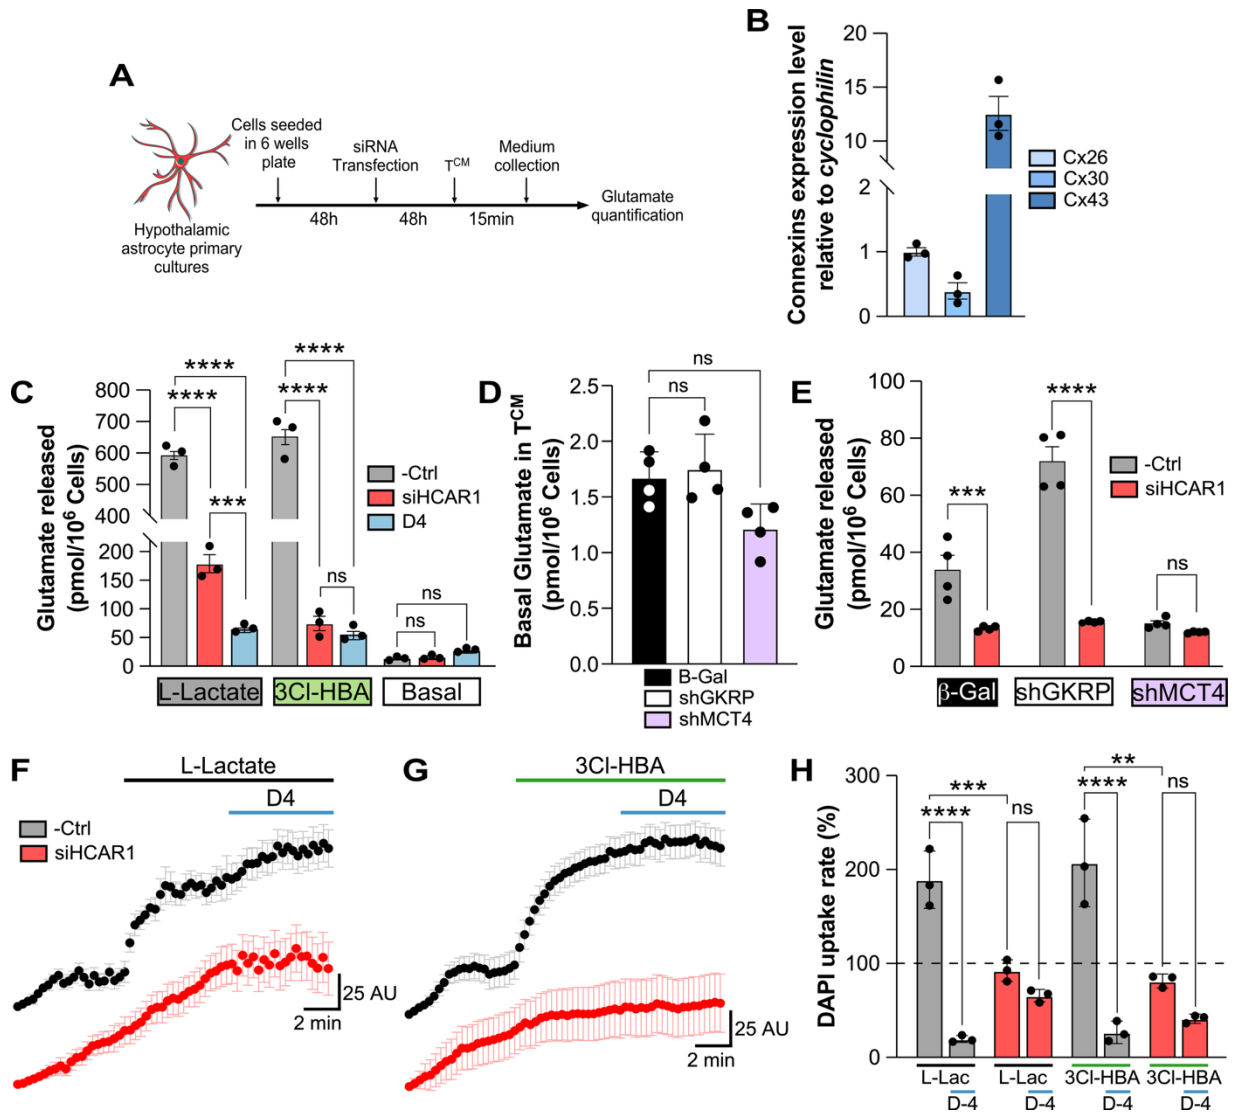 A
Cells seeded
in 6 wells
plate
siRNA
Transfection
T^CM
Medium
collection
48h
48h
15min
Glutamate
quantification
Hypothalamic
astrocyte primary
cultures
B
Connexins expression level
relative to cyclophilin
20
15
10
2
1
0
Cx26
Cx30
Cx43
C
Glutamate released
(pmol/10^6 Cells)
800
700
600
500
400
200
150
100
50
0
****
****
***
****
****
ns
ns
ns
-Ctrl
siHCAR1
D4
L-Lactate
3Cl-HBA
Basal
D
Basal Glutamate in T^CM
(pmol/10^6 Cells)
2.5
2.0
1.5
1.0
0.5
0.0
ns
ns
B-Gal
shGKRP
shMCT4
E
Glutamate released
(pmol/10^6 Cells)
100
80
60
40
20
0
***
****
ns
-Ctrl
siHCAR1
β-Gal
shGKRP
shMCT4
F
L-Lactate
D4
-Ctrl
siHCAR1
25 AU
2 min
G
3Cl-HBA
D4
25 AU
2 min
H
DAPI uptake rate (%)
300
200
100
0
***
****
ns
**
****
ns
L-Lac
D-4
L-Lac
D-4
3Cl-HBA
D-4
3Cl-HBA
D-4